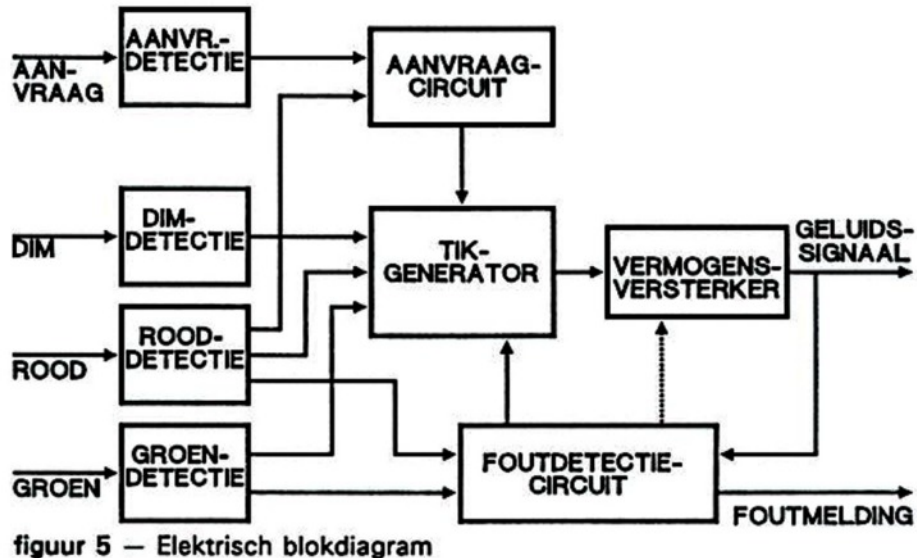 AANVR.-
DETECTIE
AAN-
VRAAG
AANVRAAG-
CIRCUIT
DIM-
DETECTIE
DIM
TIK-
GENERATOR
VERMOGENS-
VERSTERKER
GELUIDS-
SIGNAAL
ROOD-
DETECTIE
ROOD
GROEN-
DETECTIE
GROEN
FOUTDETECTIE-
CIRCUIT
FOUTMELDING
figuur 5 — Elektrisch blokdiagram